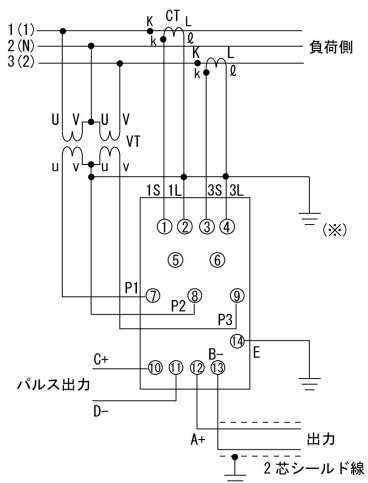 K CT L
1(1)
k ℓ
2(N)
K L
負荷側
3(2)
k ℓ
U V U V
VT
u v u v
1S 1L 3S 3L
① ② ③ ④
(※)
⑤ ⑥
P1 ⑦ P2 ⑧ P3 ⑨
⑭ E
C+ B-
⑩ ⑪ ⑫ ⑬
パルス出力
D-
A+ 出力
2芯シールド線